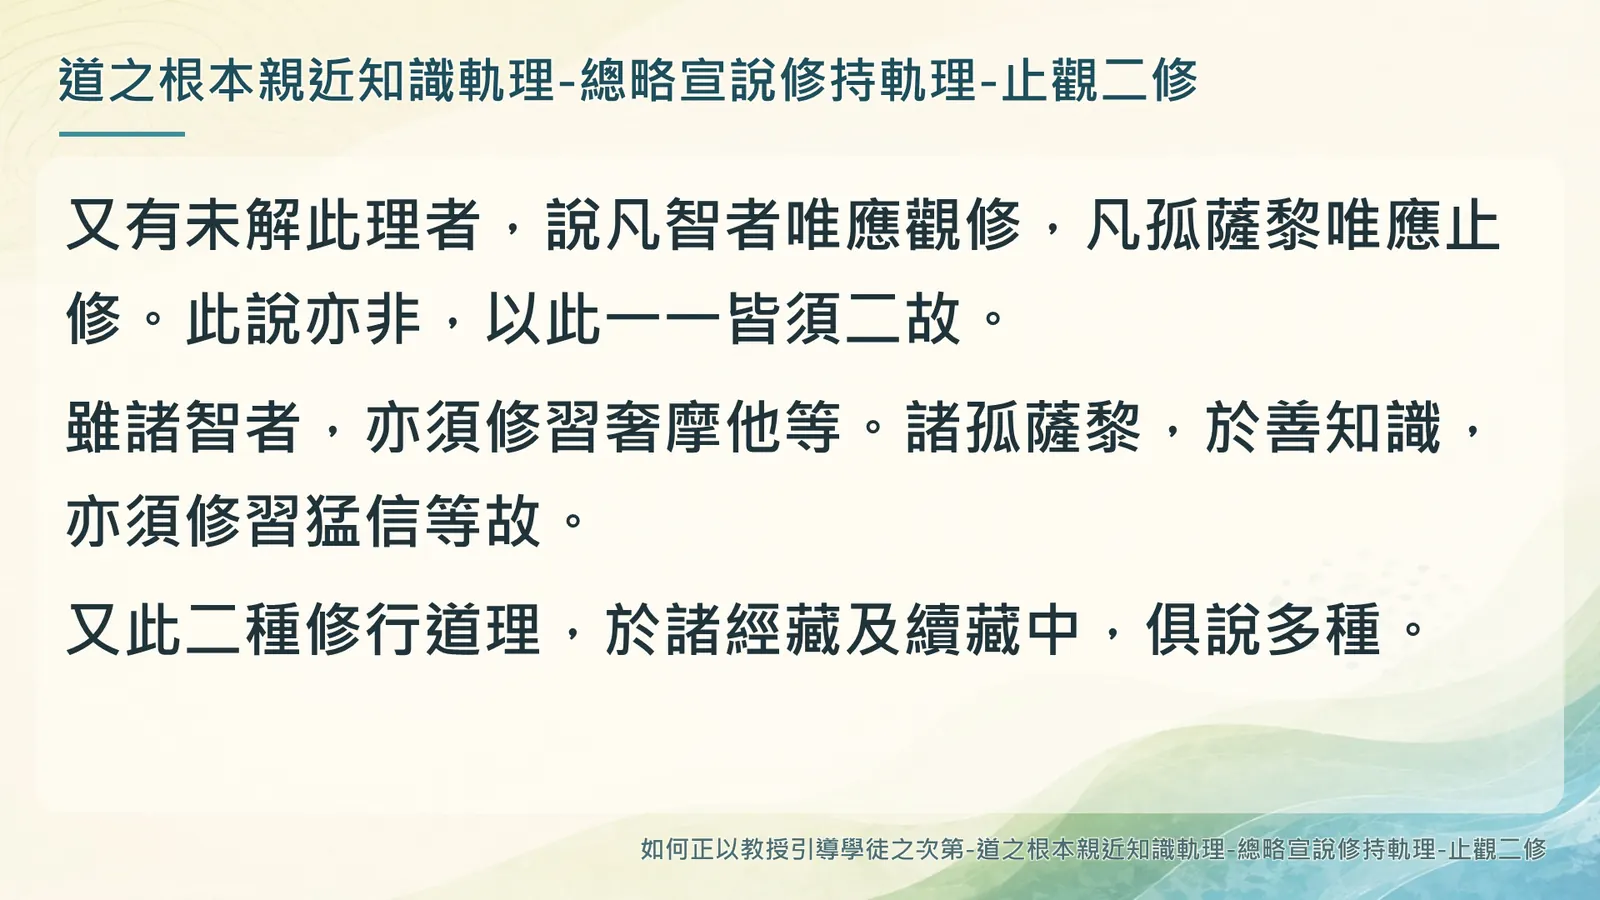 道之根本親近知識軌理-總略宣說修持軌理-止觀二修
又有未解此理者，說凡智者唯應觀修，凡孤薩黎唯應止
修。此說亦非，以此一一皆須二故。
雖諸智者，亦須修習奢摩他等。諸孤薩黎，於善知識，
亦須修習猛信等故。
又此二種修行道理，於諸經藏及續藏中，俱說多種。
如何正以教授引導學徒之次第-道之根本親近知識軌理-總略宣說修持軌理-止觀二修